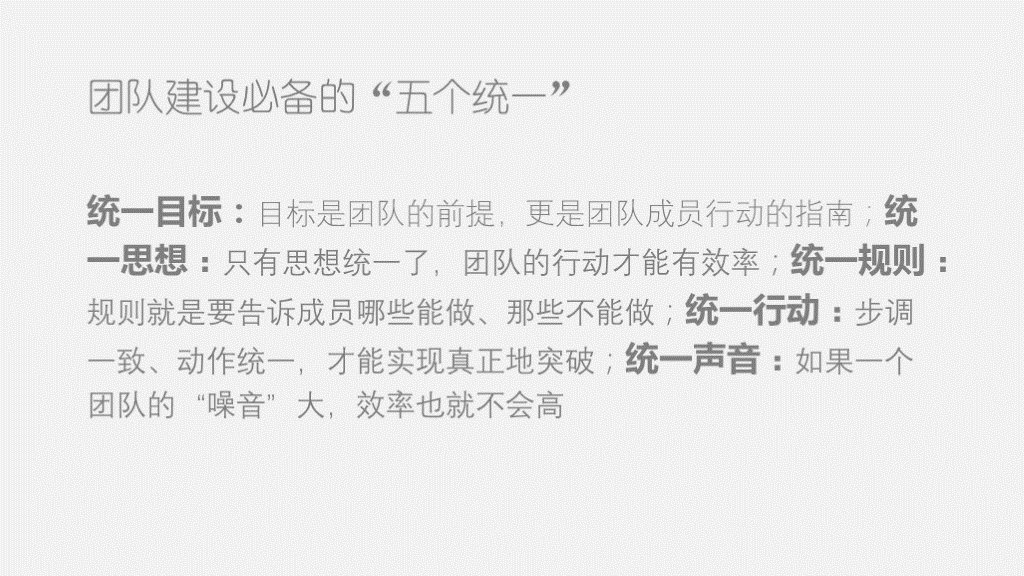 团队建设必备的“五个统一”
统一目标：目标是团队的前提，更是团队成员行动的指南；统
一思想：只有思想统一了，团队的行动才能有效率；统一规则：
规则就是要告诉成员哪些能做、那些不能做；统一行动：步调
一致、动作统一，才能实现真正地突破；统一声音：如果一个
团队的“噪音”大，效率也就不会高